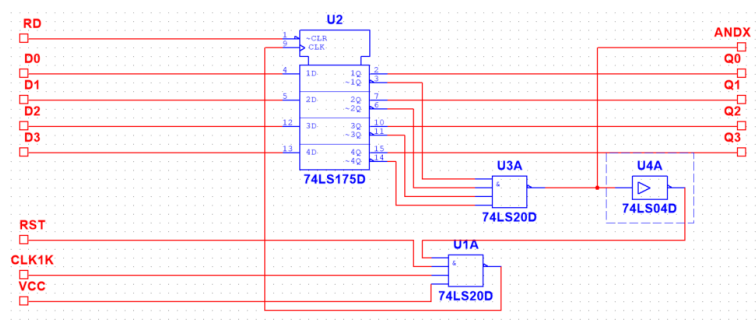 U2
RD
ANDX
1
~CLR
9
CLK
D0
Q0
4
1D
1Q
2
~1Q
3
D1
Q1
5
2D
2Q
7
~2Q
6
D2
Q2
12
3D
3Q
10
~3Q
11
D3
Q3
13
4D
4Q
15
~4Q
14
74LS175D
U3A
&
74LS20D
U4A
74LS04D
RST
U1A
&
74LS20D
CLK1K
VCC